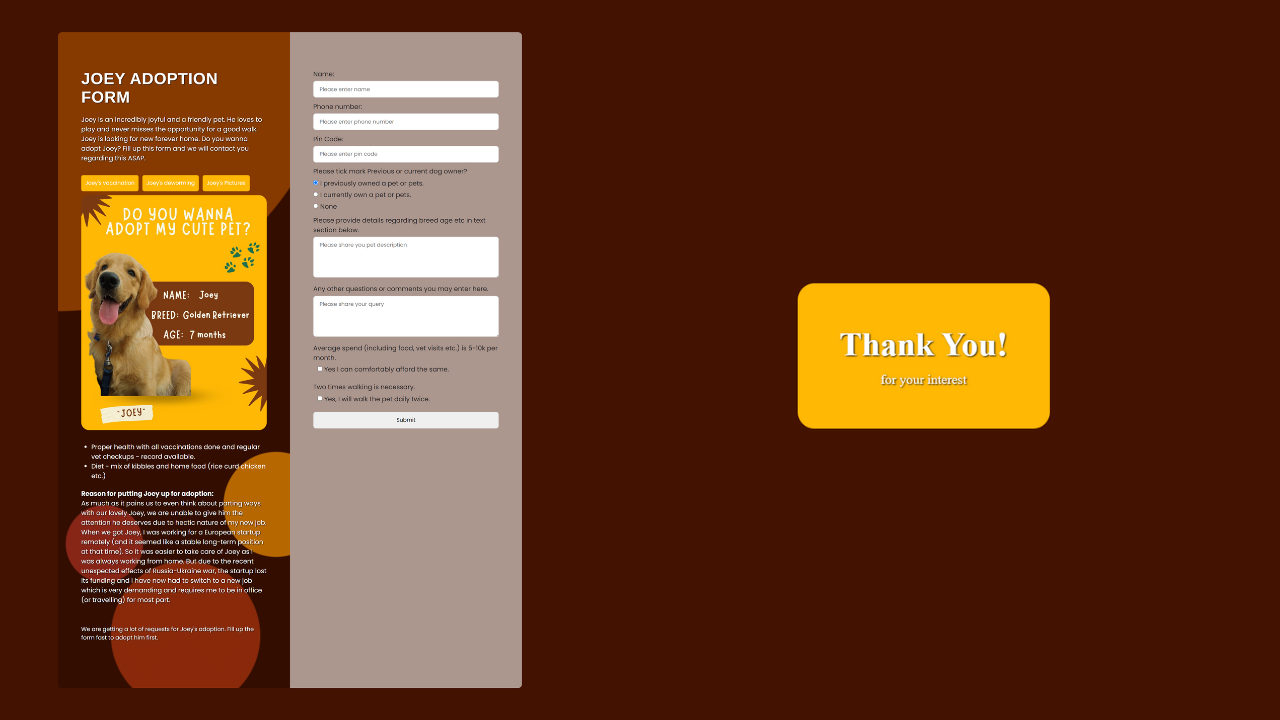 JOEY ADOPTION
FORM
Joey is an incredibly joyful and a friendly pet. He loves to
play and never misses the opportunity for a good walk.
Joey is looking for new forever home. Do you wanna
adopt Joey? Fill up this form and we will contact you
regarding this ASAP.
Joey's vaccination Joey's deworming Joey's Pictures
DO YOU WANNA
ADOPT MY CUTE PET?
NAME: Joey
BREED: Golden Retriever
AGE: 7 months
-JOEY-
• Proper health with all vaccinations done and regular
vet checkups - record available.
• Diet - mix of kibbles and home food (rice curd chicken
etc.)
Reason for putting Joey up for adoption:
As much as it pains us to even think about parting ways
with our lovely Joey, we are unable to give him the
attention he deserves due to hectic nature of my new job.
When we got Joey, I was working for a European startup
remotely (and it seemed like a stable long-term position
at that time). So it was easier to take care of Joey as I
was always working from home. But due to the recent
unexpected effects of Russia-Ukraine war, the startup lost
its funding and I have now had to switch to a new job
which is very demanding and requires me to be in office
(or travelling) for most part.
We are getting a lot of requests for Joey's adoption. Fill up the
form fast to adopt him first.
Name:
Please enter name
Phone number:
Please enter phone number
Pin Code:
Please enter pin code
Please tick mark Previous or current dog owner?
I previously owned a pet or pets.
I currently own a pet or pets.
None
Please provide details regarding breed age etc in text
section below.
Please share you pet description
Any other questions or comments you may enter here.
Please share your query
Average spend (including food, vet visits etc.) is 5-10k per
month.
Yes I can comfortably afford the same.
Two times walking is necessary.
Yes, I will walk the pet daily twice.
Submit
Thank You!
for your interest